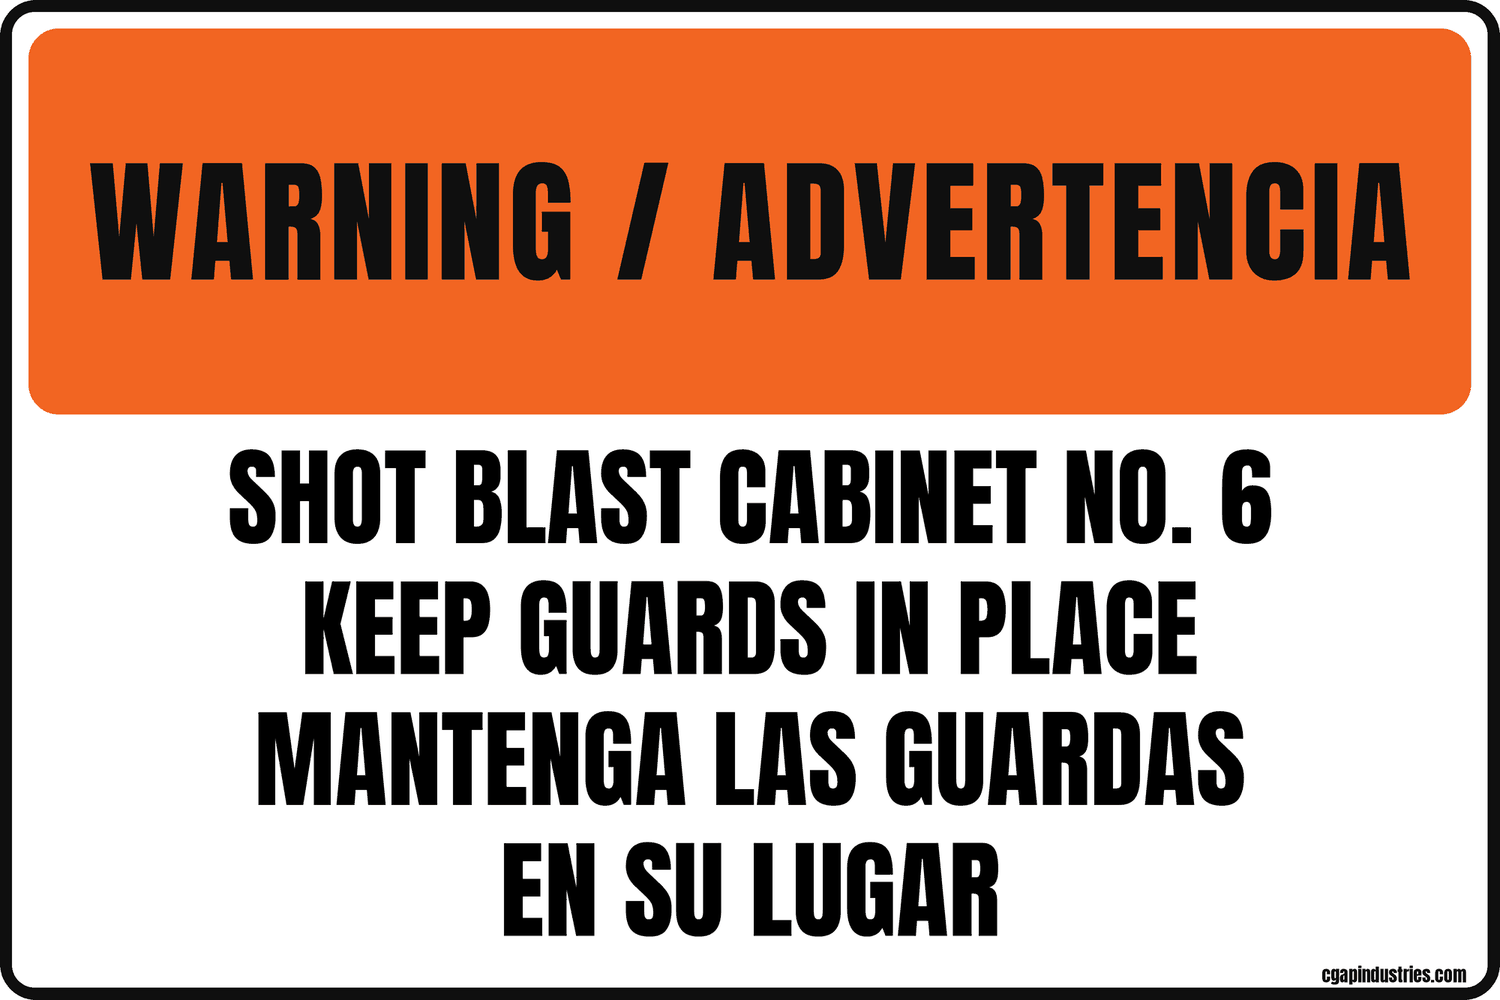 WARNING / ADVERTENCIA
SHOT BLAST CABINET NO. 6
KEEP GUARDS IN PLACE
MANTENGA LAS GUARDAS
EN SU LUGAR
cgapindustries.com